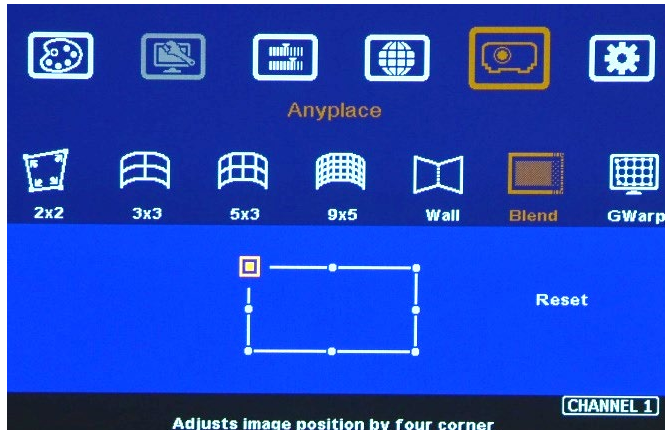 Anyplace
2x2 3x3 5x3 9x5 Wall Blend GWarp
Reset
CHANNEL 1
Adjusts image position by four corner